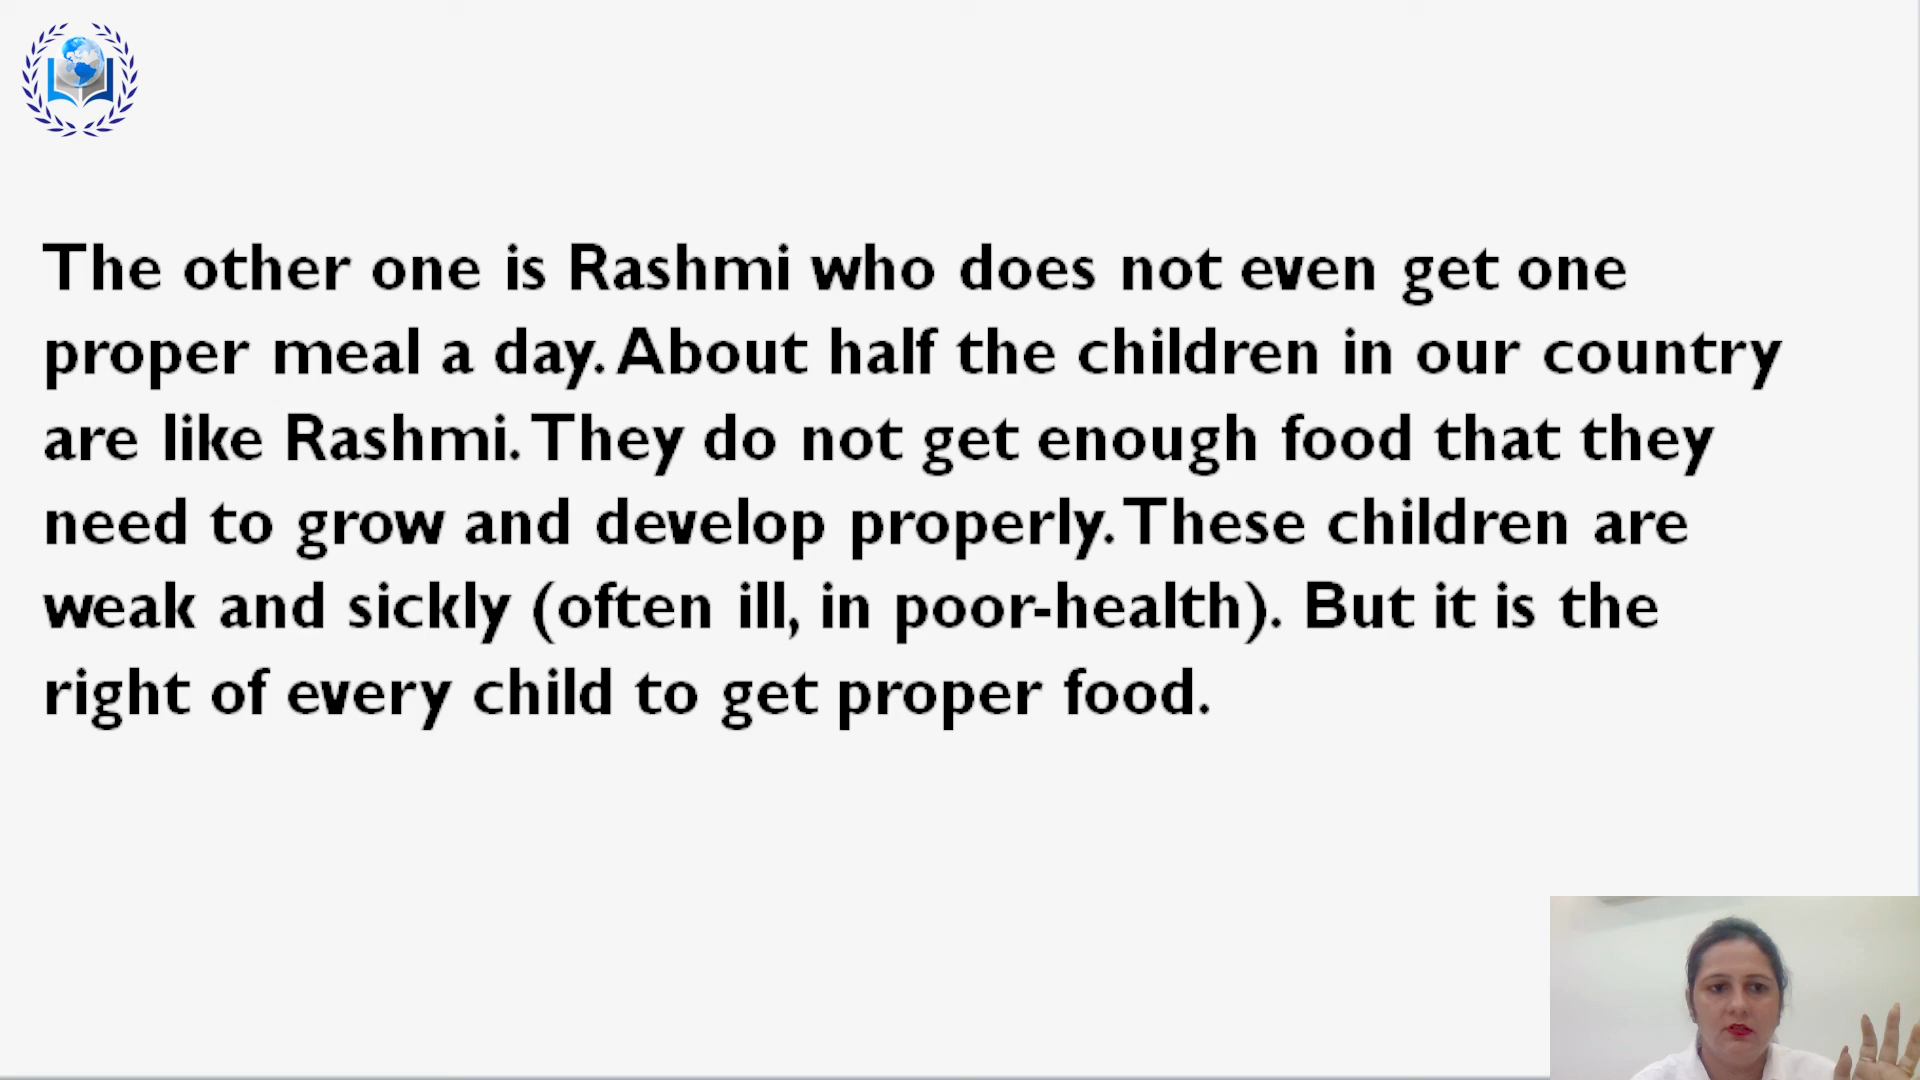 The other one is Rashmi who does not even get one
proper meal a day. About half the children in our country
are like Rashmi. They do not get enough food that they
need to grow and develop properly. These children are
weak and sickly (often ill, in poor-health). But it is the
right of every child to get proper food.